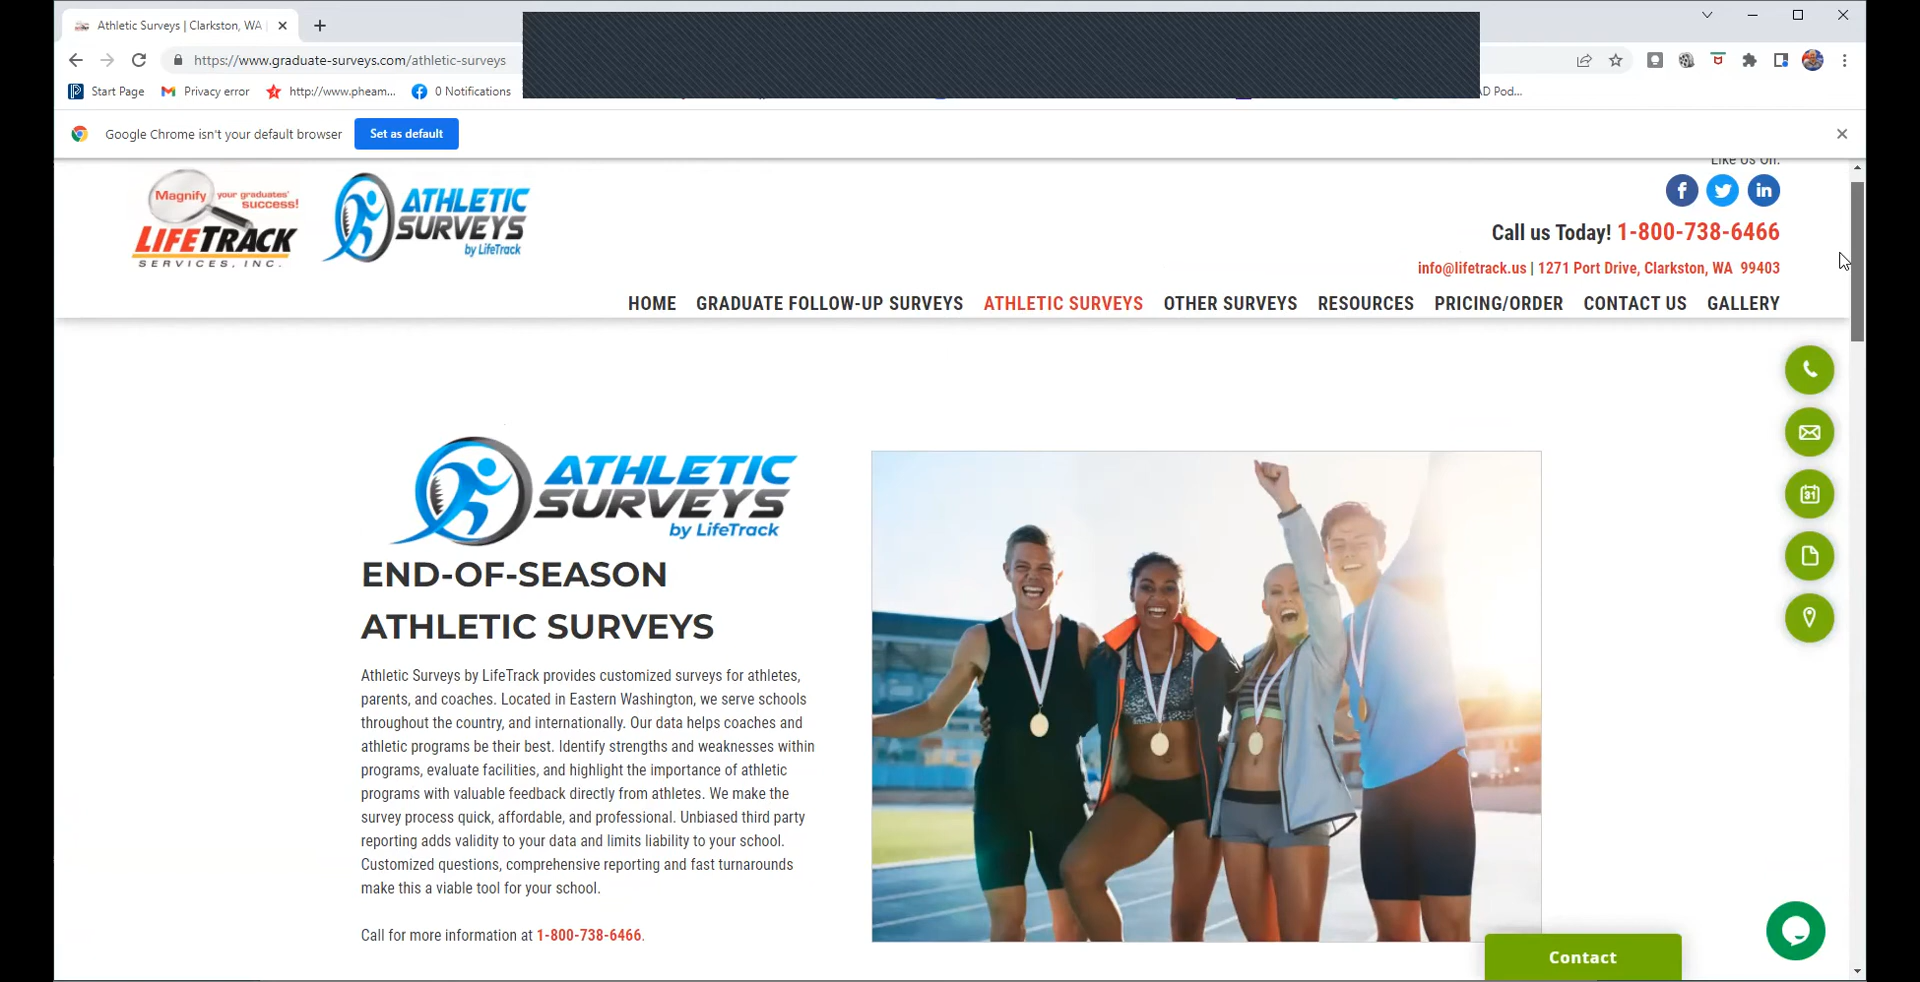 Athletic Surveys | Clarkston, WA
https://www.graduate-surveys.com/athletic-surveys
Start Page
Privacy error
http://www.pheam...
0 Notifications
AD Pod...
Google Chrome isn't your default browser
Set as default
Like Us On:
Magnify your graduates' success!
LIFETRACK
SERVICES, INC.
ATHLETIC
SURVEYS
by LifeTrack
Call us Today! 1-800-738-6466
info@lifetrack.us | 1271 Port Drive, Clarkston, WA 99403
HOME GRADUATE FOLLOW-UP SURVEYS ATHLETIC SURVEYS OTHER SURVEYS RESOURCES PRICING/ORDER CONTACT US GALLERY
31
ATHLETIC
SURVEYS
by LifeTrack
END-OF-SEASON
ATHLETIC SURVEYS
Athletic Surveys by LifeTrack provides customized surveys for athletes,
parents, and coaches. Located in Eastern Washington, we serve schools
throughout the country, and internationally. Our data helps coaches and
athletic programs be their best. Identify strengths and weaknesses within
programs, evaluate facilities, and highlight the importance of athletic
programs with valuable feedback directly from athletes. We make the
survey process quick, affordable, and professional. Unbiased third party
reporting adds validity to your data and limits liability to your school.
Customized questions, comprehensive reporting and fast turnarounds
make this a viable tool for your school.
Call for more information at 1-800-738-6466.
Contact